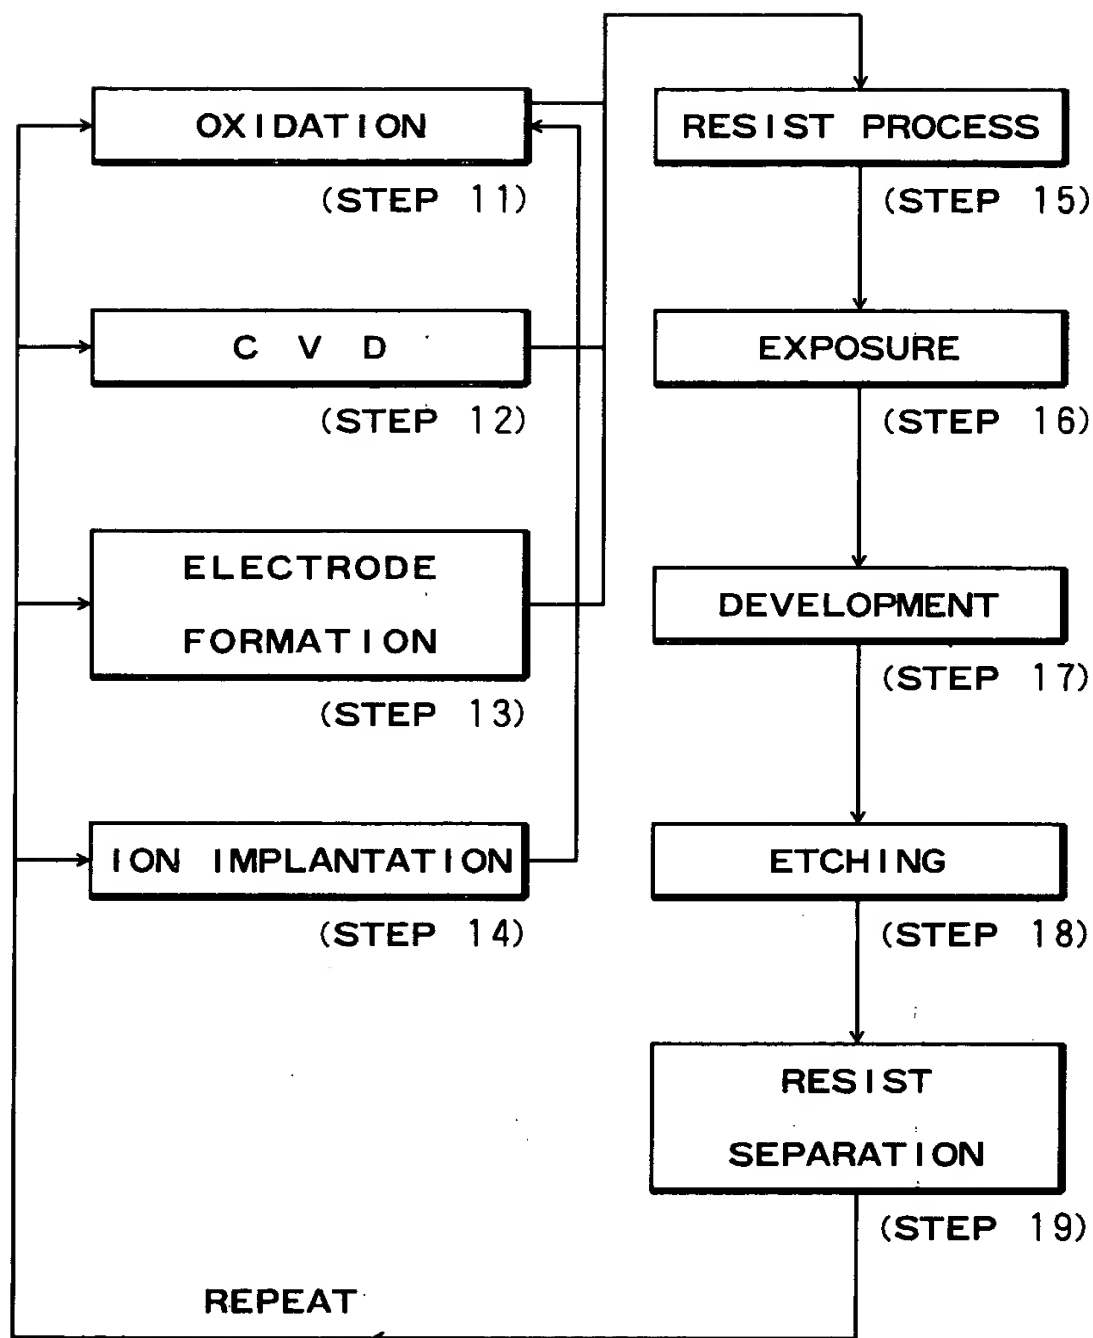 OXIDATION
(STEP 11)
CVD
(STEP 12)
ELECTRODE
FORMATION
(STEP 13)
ION IMPLANTATION
(STEP 14)
RESIST PROCESS
(STEP 15)
EXPOSURE
(STEP 16)
DEVELOPMENT
(STEP 17)
ETCHING
(STEP 18)
RESIST
SEPARATION
(STEP 19)
REPEAT